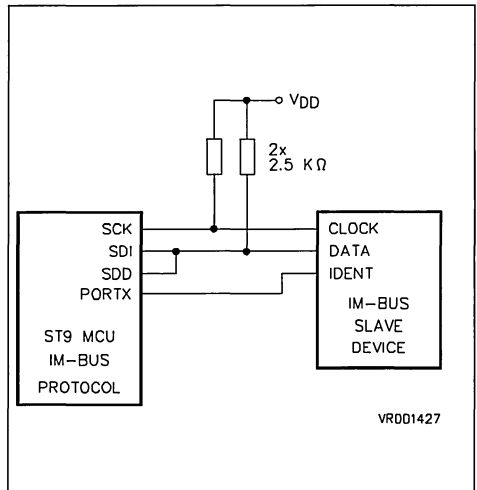 VDD
2x
2.5 KΩ
SCK
SDI
SDD
PORTX
ST9 MCU
IM-BUS
PROTOCOL
CLOCK
DATA
IDENT
IM-BUS
SLAVE
DEVICE
VRDD1427